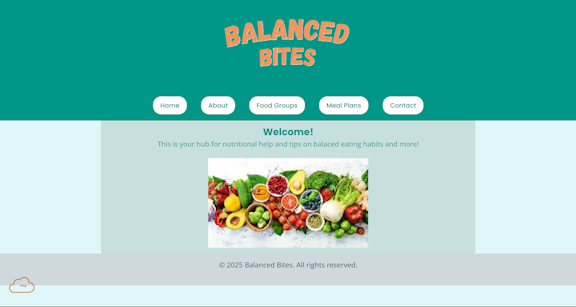 BALANCED
BITES
Home About Food Groups Meal Plans Contact
Welcome!
This is your hub for nutritional help and tips on balaced eating habits and more!
© 2025 Balanced Bites. All rights reserved.